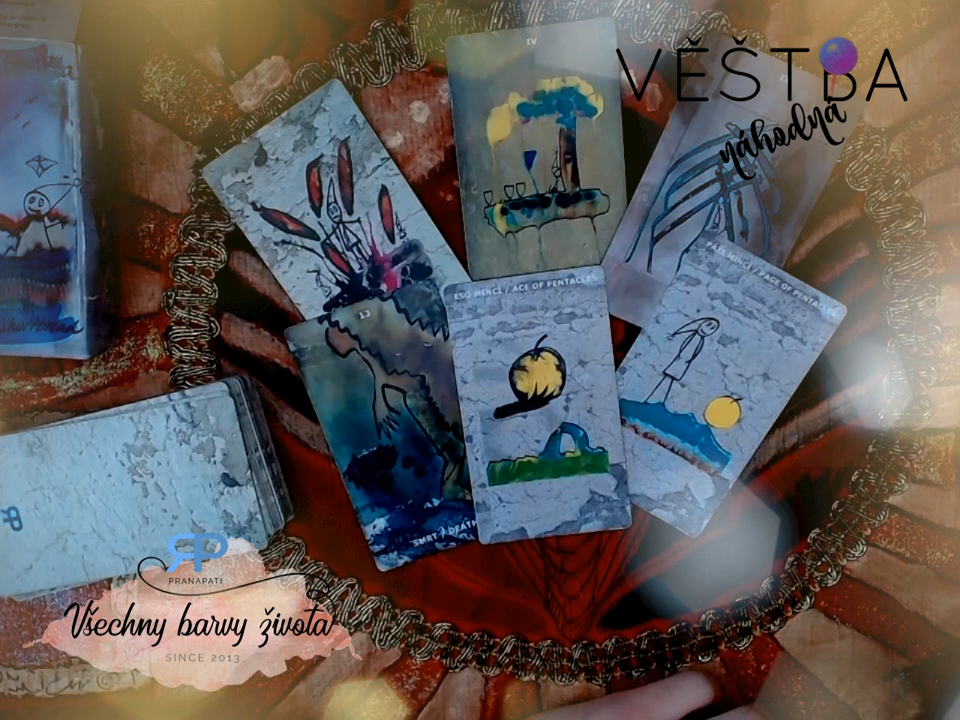 VĚŠTBA
náhodná
IV
PÁŽE MINCÍ / PAGE OF PENTACLES
ESO MINCÍ / ACE OF PENTACLES
13
SMRT / DEATH
RP
PRANAPATI
Všechny barvy života
SINCE 2013